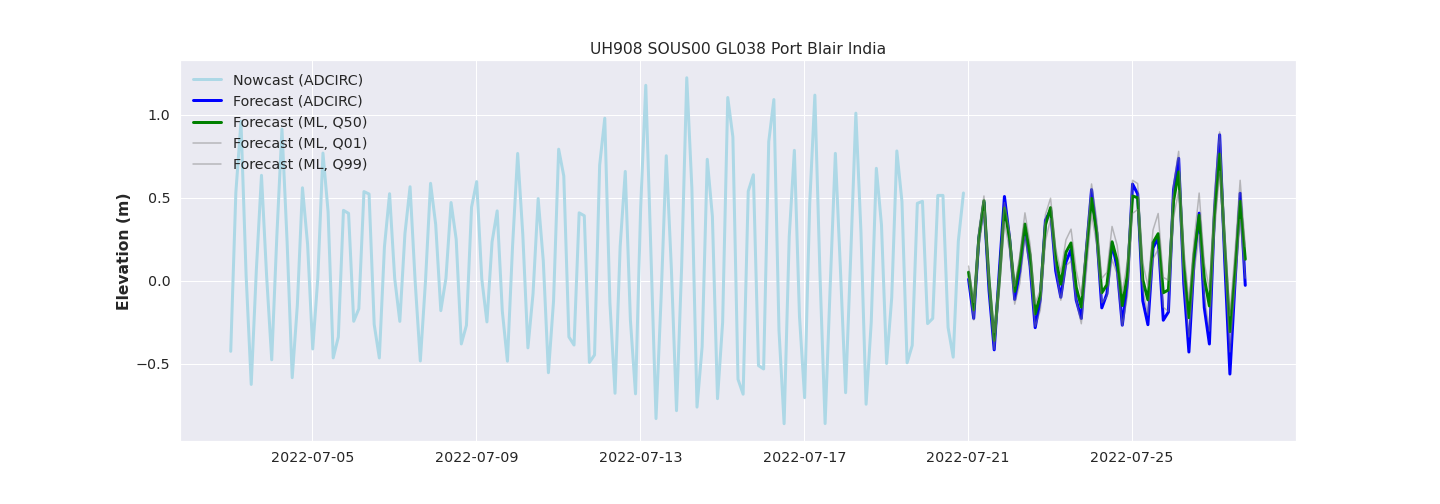 UH908 SOUS00 GL038 Port Blair India
Nowcast (ADCIRC)
Forecast (ADCIRC)
Forecast (ML, Q50)
Forecast (ML, Q01)
Forecast (ML, Q99)
Elevation (m)
1.0
0.5
0.0
−0.5
2022-07-05 2022-07-09 2022-07-13 2022-07-17 2022-07-21 2022-07-25